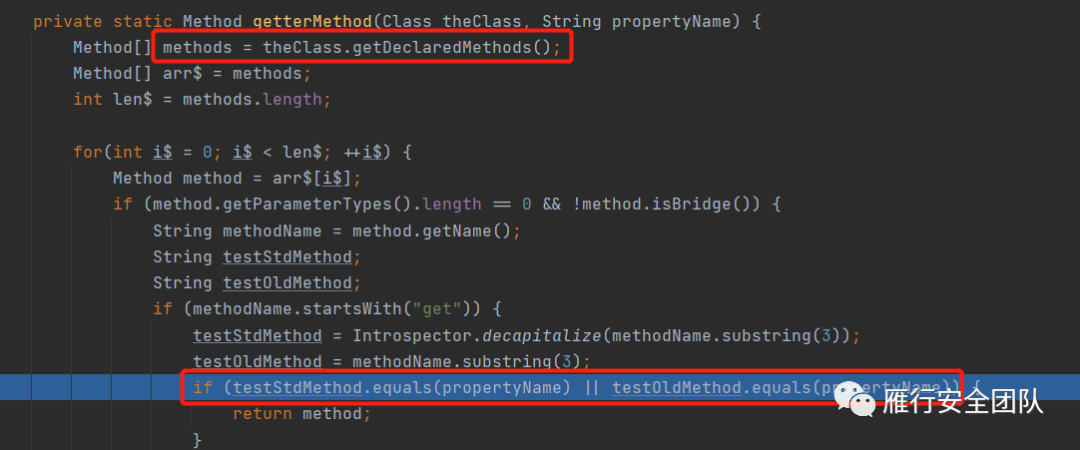 private static Method getterMethod(Class theClass, String propertyName) {
Method[] methods = theClass.getDeclaredMethods();
Method[] arr$ = methods;
int len$ = methods.length;
for(int i$ = 0; i$ < len$; ++i$) {
Method method = arr$[i$];
if (method.getParameterTypes().length == 0 && !method.isBridge()) {
String methodName = method.getName();
String testStdMethod;
String testOldMethod;
if (methodName.startsWith("get")) {
testStdMethod = Introspector.decapitalize(methodName.substring(3));
testOldMethod = methodName.substring(3);
if (testStdMethod.equals(propertyName) || testOldMethod.equals(propertyName)) {
return method;
}
雁行安全团队